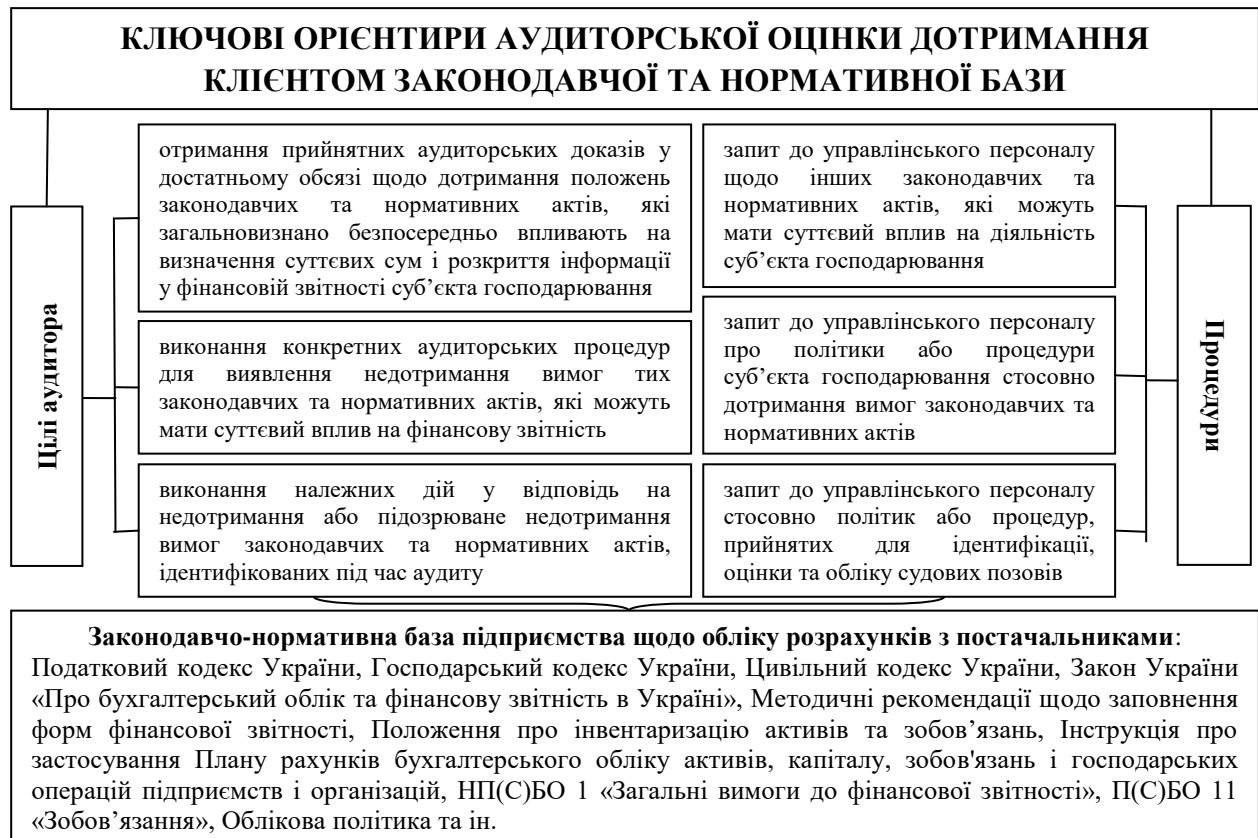 КЛЮЧОВІ ОРІЄНТИРИ АУДИТОРСЬКОЇ ОЦІНКИ ДОТРИМАННЯ
КЛІЄНТОМ ЗАКОНОДАВЧОЇ ТА НОРМАТИВНОЇ БАЗИ
Цілі аудитора
отримання прийнятних аудиторських доказів у
достатньому обсязі щодо дотримання положень
законодавчих та нормативних актів, які
загальновизнано безпосередньо впливають на
визначення суттєвих сум і розкриття інформації
у фінансовій звітності суб’єкта господарювання
виконання конкретних аудиторських процедур
для виявлення недотримання вимог тих
законодавчих та нормативних актів, які можуть
мати суттєвий вплив на фінансову звітність
виконання належних дій у відповідь на
недотримання або підозрюване недотримання
вимог законодавчих та нормативних актів,
ідентифікованих під час аудиту
запит до управлінського персоналу
щодо інших законодавчих та
нормативних актів, які можуть
мати суттєвий вплив на діяльність
суб’єкта господарювання
запит до управлінського персоналу
про політики або процедури
суб’єкта господарювання стосовно
дотримання вимог законодавчих та
нормативних актів
запит до управлінського персоналу
стосовно політик або процедур,
прийнятих для ідентифікації,
оцінки та обліку судових позовів
Процедури
Законодавчо-нормативна база підприємства щодо обліку розрахунків з постачальниками:
Податковий кодекс України, Господарський кодекс України, Цивільний кодекс України, Закон України
«Про бухгалтерський облік та фінансову звітність в Україні», Методичні рекомендації щодо заповнення
форм фінансової звітності, Положення про інвентаризацію активів та зобов’язань, Інструкція про
застосування Плану рахунків бухгалтерського обліку активів, капіталу, зобов'язань і господарських
операцій підприємств і організацій, НП(С)БО 1 «Загальні вимоги до фінансової звітності», П(С)БО 11
«Зобов’язання», Облікова політика та ін.